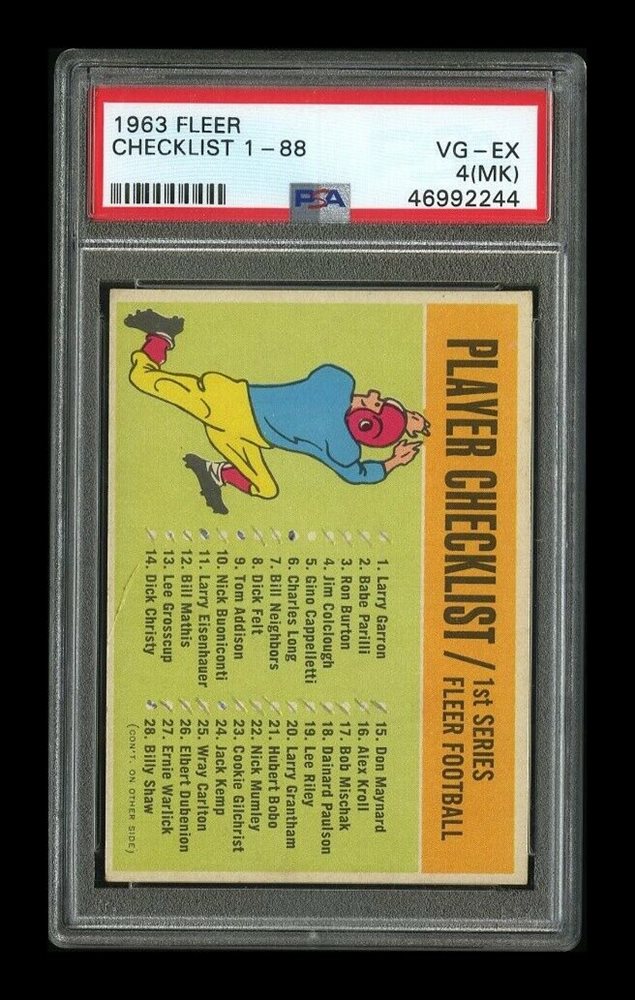 1963 FLEER
CHECKLIST 1-88
VG-EX
4(MK)
PSA
46992244
PLAYER CHECKLIST / 1st SERIES
FLEER FOOTBALL
1. Larry Garron
2. Babe Parilli
3. Ron Burton
4. Jim Colclough
5. Gino Cappelletti
6. Charles Long
7. Bill Neighbors
8. Dick Felt
9. Tom Addison
10. Nick Buoniconti
11. Larry Eisenhauer
12. Bill Mathis
13. Lee Grosscup
14. Dick Christy
15. Don Maynard
16. Alex Kroll
17. Bob Mischak
18. Dainard Paulson
19. Lee Riley
20. Larry Grantham
21. Hubert Bobo
22. Nick Mumley
23. Cookie Gilchrist
24. Jack Kemp
25. Wray Carlton
26. Elbert Dubenion
27. Ernie Warlick
28. Billy Shaw
(CON'T. ON OTHER SIDE)